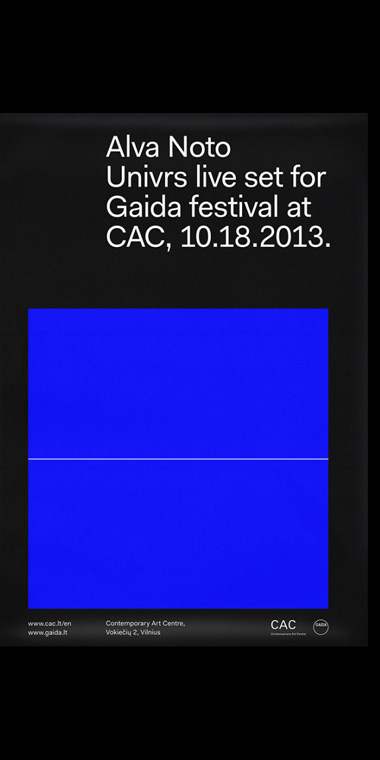 Alva Noto
Univrs live set for
Gaida festival at
CAC, 10.18.2013.
www.cac.lt/en
www.gaida.lt
Contemporary Art Centre,
Vokiečių 2, Vilnius
CAC
Contemporary Art Centre
GAIDA